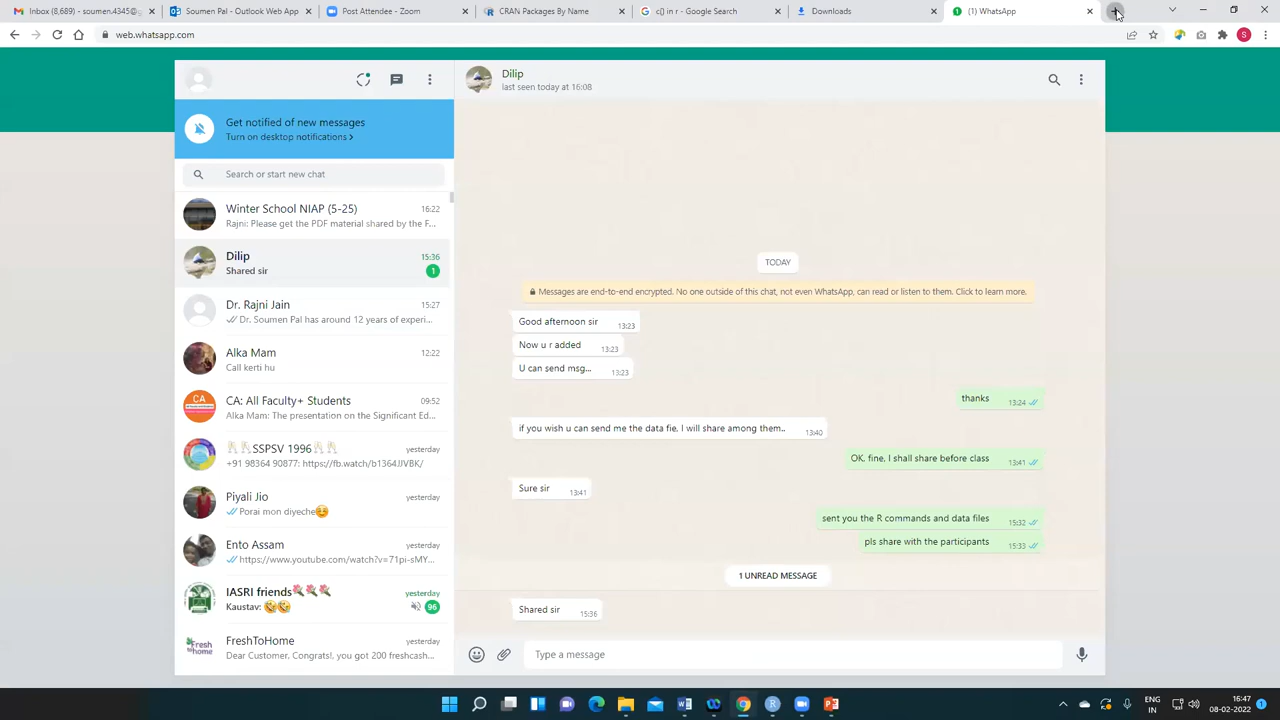 Inbox (8,689) - soumen.4345@g
Soumen Pal - Outlook Web App
Post Attendee - Zoom
CRAN Packages By Name
c() in r - Google Search
Downloads
(1) WhatsApp
web.whatsapp.com
S
Get notified of new messages
Turn on desktop notifications >
Search or start new chat
Winter School NIAP (5-25) 16:22
Rajni: Please get the PDF material shared by the F...
Dilip 15:36
Shared sir 1
Dr. Rajni Jain 15:27
Dr. Soumen Pal has around 12 years of experi...
Alka Mam 12:22
Call kerti hu
CA
CA: All Faculty+ Students 09:52
Alka Mam: The presentation on the Significant Ed...
🥂SSPSV 1996🥂 yesterday
+91 98364 90877: https://fb.watch/b1364JJVBK/
Piyali Jio yesterday
Porai mon diyeche☺️
Ento Assam yesterday
https://www.youtube.com/watch?v=71pi-sMY...
IASRI friends🌷🌷🌷 yesterday
Kaustav: 🤣🤣 96
Fresh to home
FreshToHome yesterday
Dear Customer. Congrats!, you got 200 freshcash...
Dilip
last seen today at 16:08
TODAY
Messages are end-to-end encrypted. No one outside of this chat, not even WhatsApp, can read or listen to them. Click to learn more.
Good afternoon sir 13:23
Now u r added 13:23
U can send msg... 13:23
thanks 13:24
if you wish u can send me the data fie, I will share among them.. 13:40
OK. fine, I shall share before class 13:41
Sure sir 13:41
sent you the R commands and data files 15:32
pls share with the participants 15:33
1 UNREAD MESSAGE
Shared sir 15:36
Type a message
ENG
IN
16:47
08-02-2022